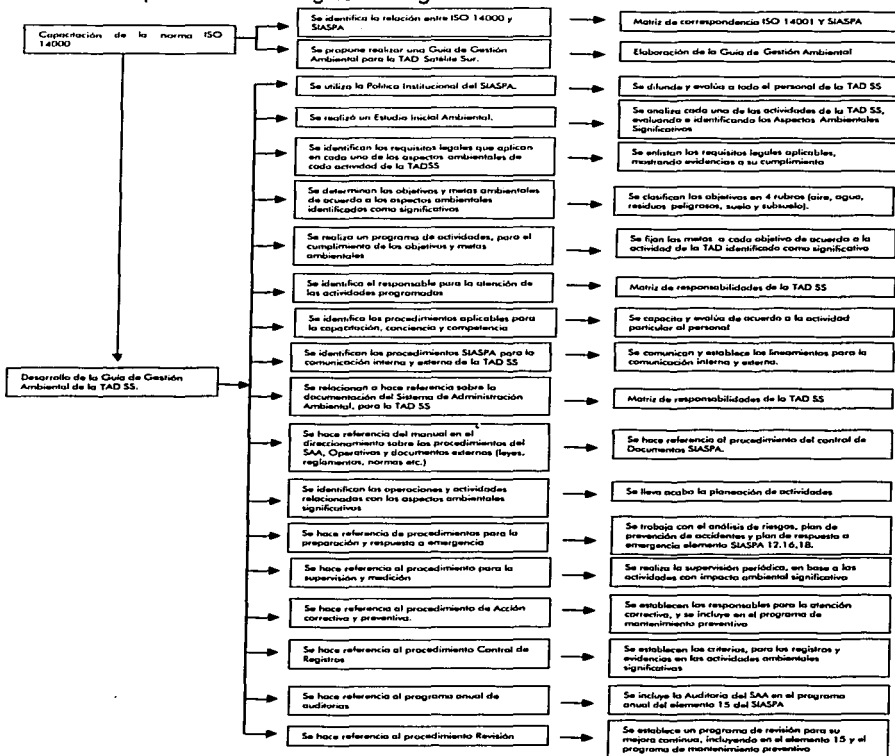 Capacitación de la norma ISO
14000
Se identifica la relación entre ISO 14000 y
SIASPA
Matriz de correspondencia ISO 14001 Y SIASPA
Se propune realizar una Guía de Gestión
Ambiental para la TAD Satélite Sur.
Elaboración de la Guía de Gestión Ambiental
Se utiliza la Política Institucional del SIASPA.
Se difunde y evalúa a todo el personal de la TAD SS
Se realizó un Estudio Inicial Ambiental.
Se analiza cada una de las actividades de la TAD SS,
evaluando e identificando los Aspectos Ambientales
Significativos
Se identifican los requisitos legales que aplican
en cada uno de los aspectos ambientales de
cada actividad de la TADSS
Se enlistan los requisitos legales aplicables,
mostrando evidencias a su cumplimiento
Se determinan los objetivos y metas ambientales
de acuerdo a los aspectos ambientales
identificados como significativos
Se clasifican los objetivos en 4 rubros (aire, agua,
residuos peligrosos, suelo y subsuelo).
Se realiza un programa de actividades, para el
cumplimiento de los objetivos y metas
ambientales
Se fijan las metas a cada objetivo de acuerdo a la
actividad de la TAD identificado como significativa
Se identifica el responsable para la atención de
las actividades programadas
Matriz de responsabilidades de la TAD SS
Se identifica los procedimientos aplicables para
la capacitación, conciencia y competencia
Se capacita y evalúa de acuerdo a la actividad
particular al personal
Desarrollo de la Guía de Gestión
Ambiental de la TAD SS.
Se identifican los procedimientos SIASPA para la
comunicación interna y externa de la TAD SS
Se comunican y establece los lineamientos para la
comunicación interna y externa.
Se relacionan o hace referencia sobre la
documentación del Sistema de Administración
Ambiental, para la TAD SS
Matriz de responsabilidades de la TAD SS
Se hace referencia del manual en el
direccionamiento sobre los procedimientos del
SAA, Operativos y documentos externos (leyes,
reglamentos, normas etc.)
Se hace referencia al procedimiento del control de
Documentos SIASPA.
Se identifican las operaciones y actividades
relacionadas con los aspectos ambientales
significativos
Se lleva acabo la planeación de actividades
Se hace referencia de procedimientos para la
preparación y respuesta a emergencia
Se trabaja con el análisis de riesgos, plan de
prevención de accidentes y plan de respuesta a
emergencia elemento SIASPA 12.16,18.
Se hace referencia al procedimiento para la
supervisión y medición
Se realiza la supervisión periódica, en base a las
actividades con impacto ambiental significativo
Se hace referencia al procedimiento de Acción
correctiva y preventiva.
Se establecen los responsables para la atención
correctiva, y se incluye en el programa de
mantenimiento preventivo
Se hace referencia al procedimiento Control de
Registros
Se establecen los criterios, para los registros y
evidencias en las actividades ambientales
significativas
Se hace referencia al programa anual de
auditorias
Se incluye la Auditoria del SAA en el programa
anual del elemento 15 del SIASPA
Se hace referencia al procedimiento Revisión
Se establece un programa de revisión para su
mejora continua, incluyendo en el elemento 15 y el
programa de mantenimiento preventivo